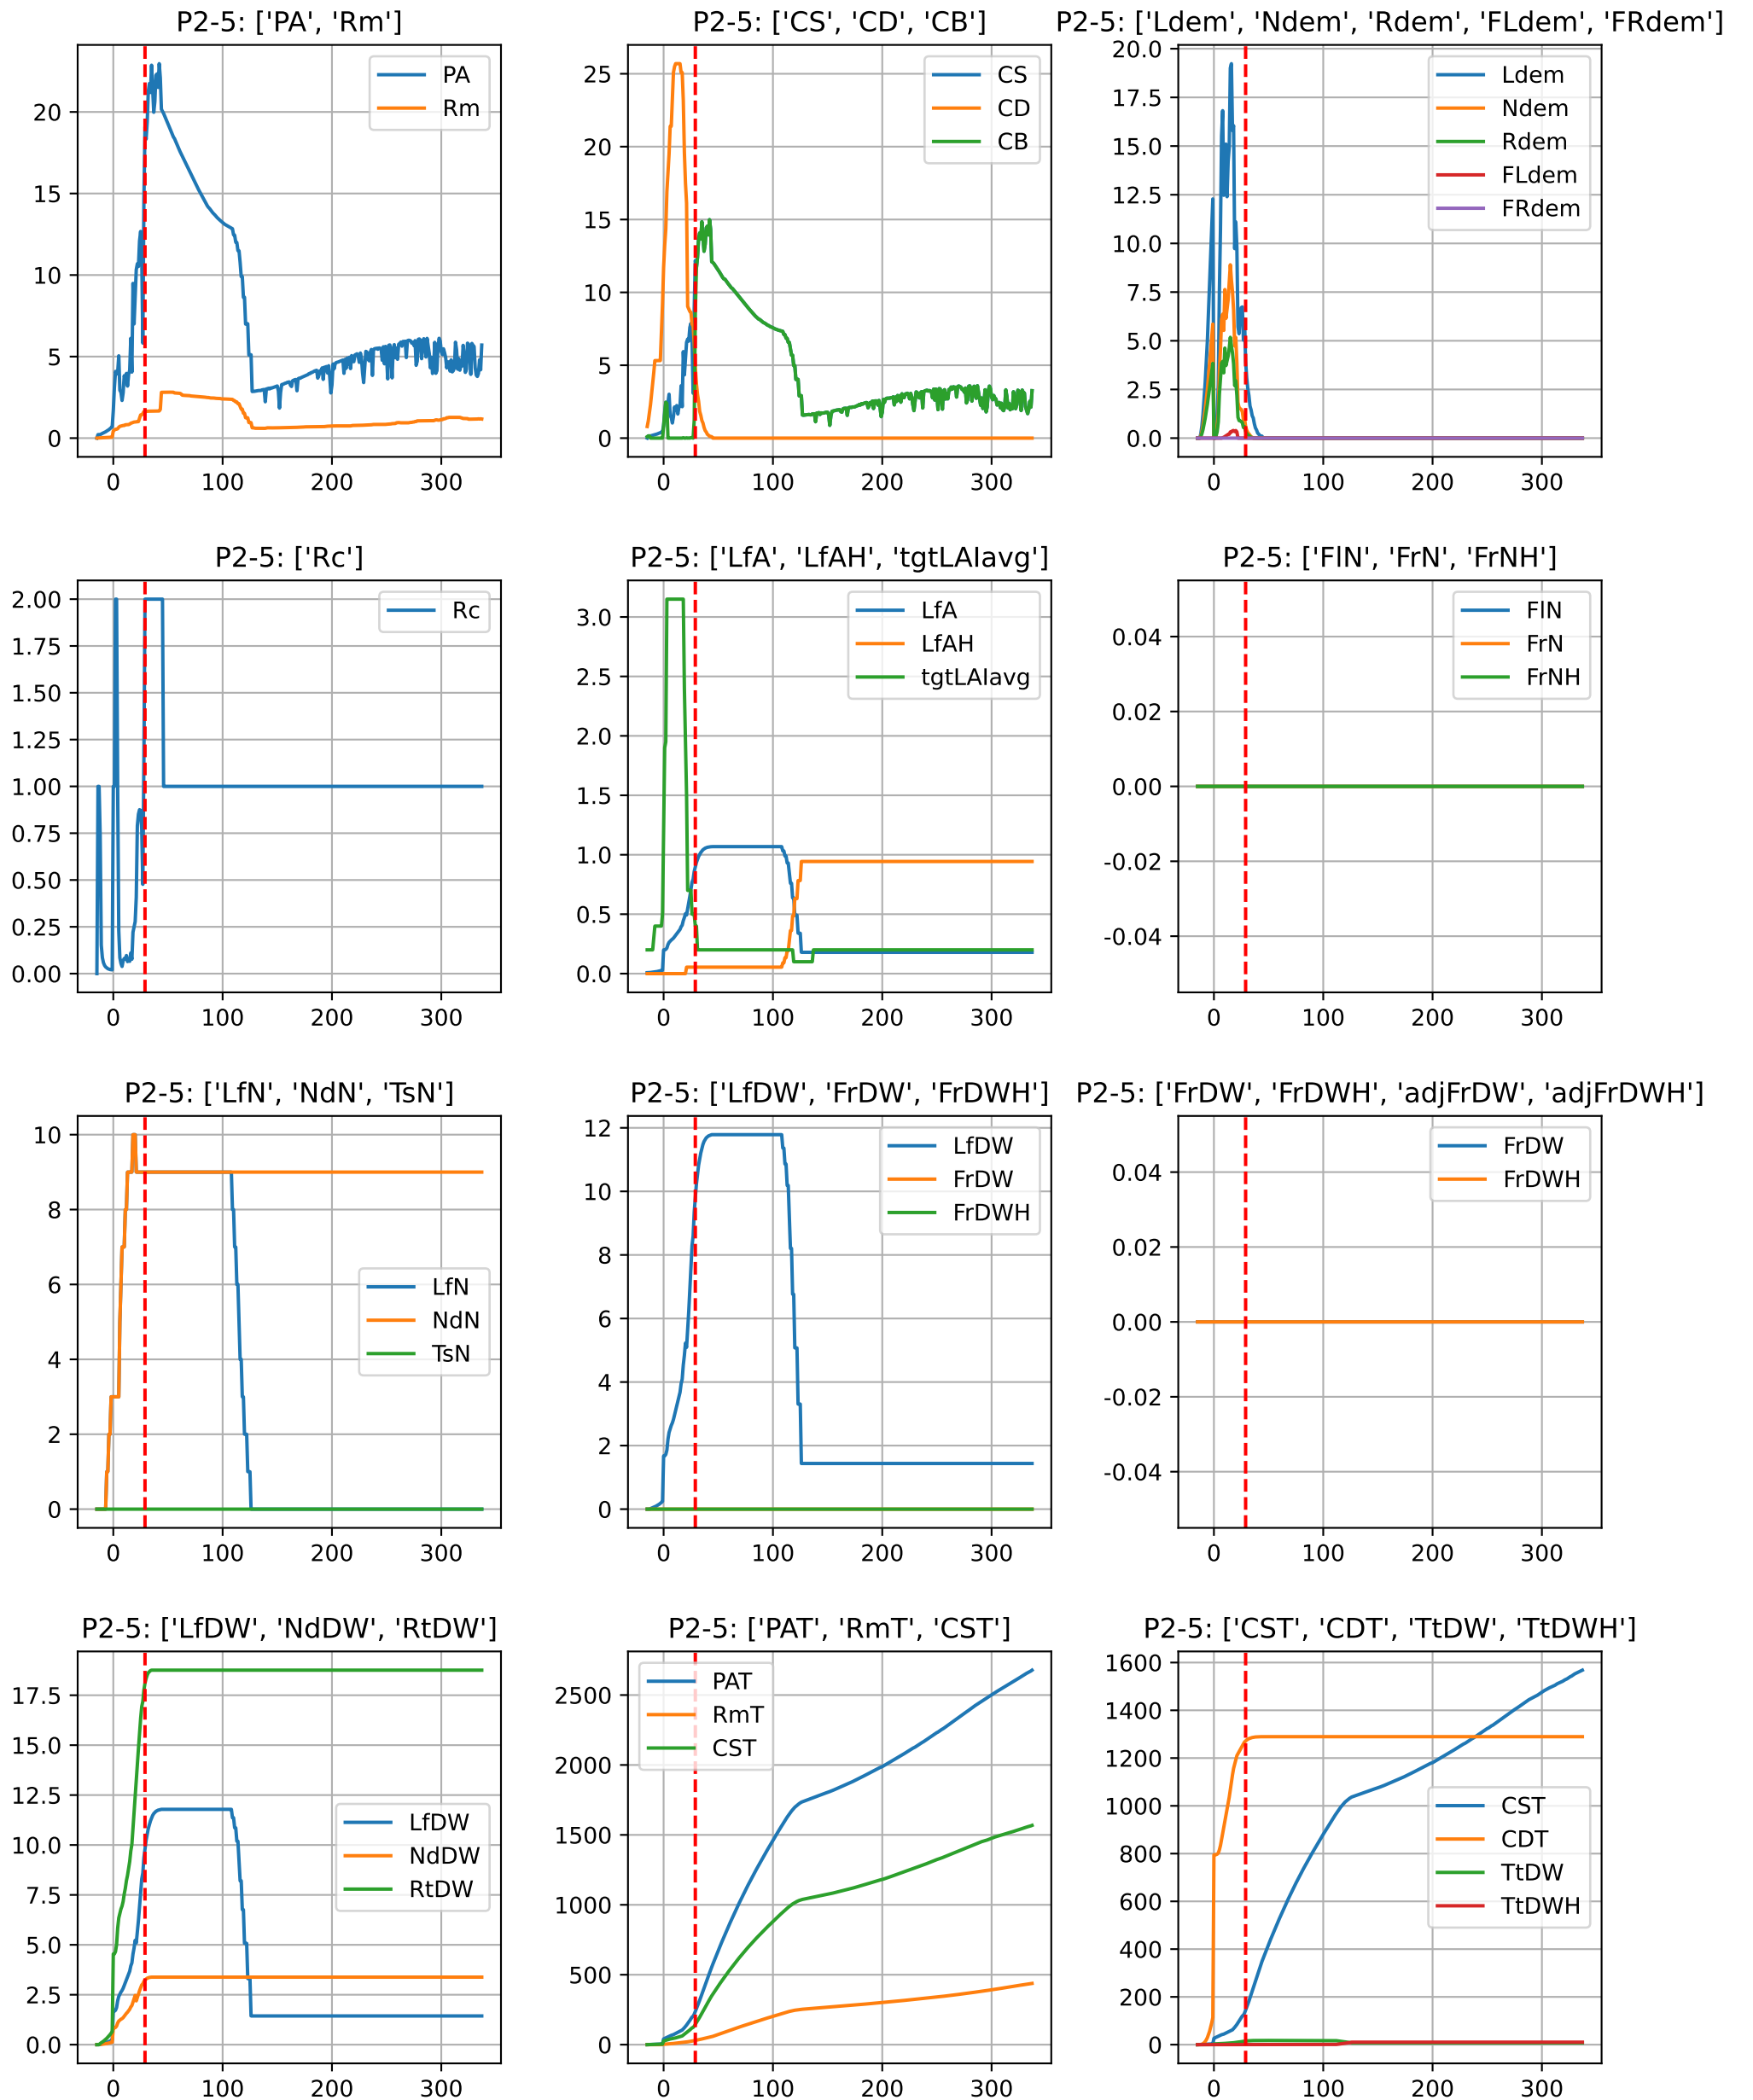 P2-5: ['PA', 'Rm']
20
15
10
5
0
0 100 200 300
PA
Rm
P2-5: ['CS', 'CD', 'CB']
25
20
15
10
5
0
0 100 200 300
CS
CD
CB
P2-5: ['Ldem', 'Ndem', 'Rdem', 'FLdem', 'FRdem']
20.0
17.5
15.0
12.5
10.0
7.5
5.0
2.5
0.0
0 100 200 300
Ldem
Ndem
Rdem
FLdem
FRdem
P2-5: ['Rc']
2.00
1.75
1.50
1.25
1.00
0.75
0.50
0.25
0.00
0 100 200 300
Rc
P2-5: ['LfA', 'LfAH', 'tgtLAIavg']
3.0
2.5
2.0
1.5
1.0
0.5
0.0
0 100 200 300
LfA
LfAH
tgtLAIavg
P2-5: ['FlN', 'FrN', 'FrNH']
0.04
0.02
0.00
-0.02
-0.04
0 100 200 300
FlN
FrN
FrNH
P2-5: ['LfN', 'NdN', 'TsN']
10
8
6
4
2
0
0 100 200 300
LfN
NdN
TsN
P2-5: ['LfDW', 'FrDW', 'FrDWH']
12
10
8
6
4
2
0
0 100 200 300
LfDW
FrDW
FrDWH
P2-5: ['FrDW', 'FrDWH', 'adjFrDW', 'adjFrDWH']
0.04
0.02
0.00
-0.02
-0.04
0 100 200 300
FrDW
FrDWH
P2-5: ['LfDW', 'NdDW', 'RtDW']
17.5
15.0
12.5
10.0
7.5
5.0
2.5
0.0
0 100 200 300
LfDW
NdDW
RtDW
P2-5: ['PAT', 'RmT', 'CST']
2500
2000
1500
1000
500
0
0 100 200 300
PAT
RmT
CST
P2-5: ['CST', 'CDT', 'TtDW', 'TtDWH']
1600
1400
1200
1000
800
600
400
200
0
0 100 200 300
CST
CDT
TtDW
TtDWH